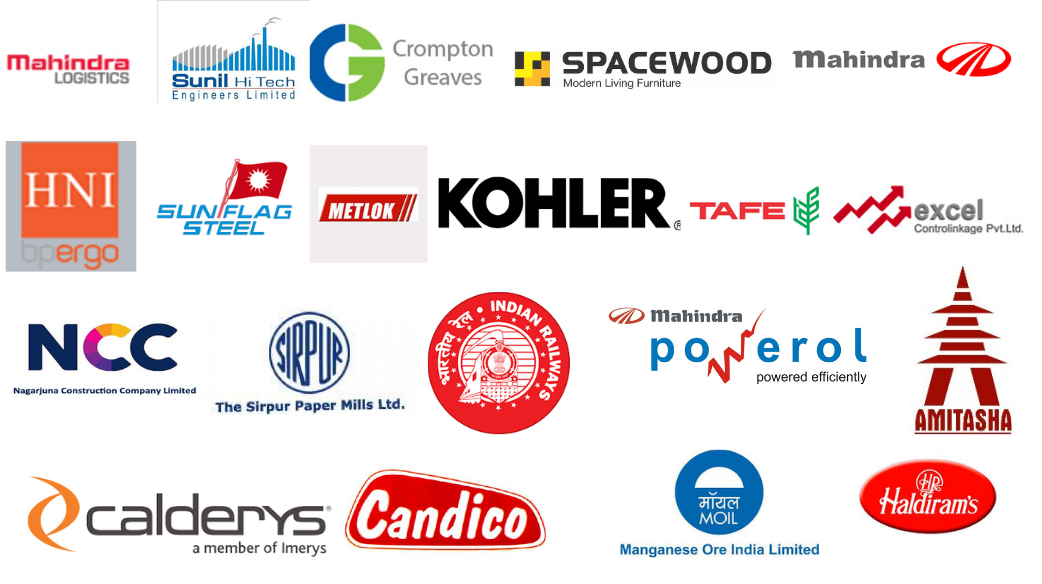 Mahindra
LOGISTICS
Sunil Hi Tech
Engineers Limited
Crompton
Greaves
SPACEWOOD
Modern Living Furniture
Mahindra
HNI
bpergo
SUNFLAG
STEEL
METLOK
KOHLER®
TAFE
excel
Controlinkage Pvt.Ltd.
NCC
Nagarjuna Construction Company Limited
SIRPUR
The Sirpur Paper Mills Ltd.
भारतीय रेल • INDIAN RAILWAYS
Mahindra
powerol
powered efficiently
AMITASHA
calderys®
a member of Imerys
Candico
मॉयल
MOIL
Manganese Ore India Limited
HR
Haldiram's